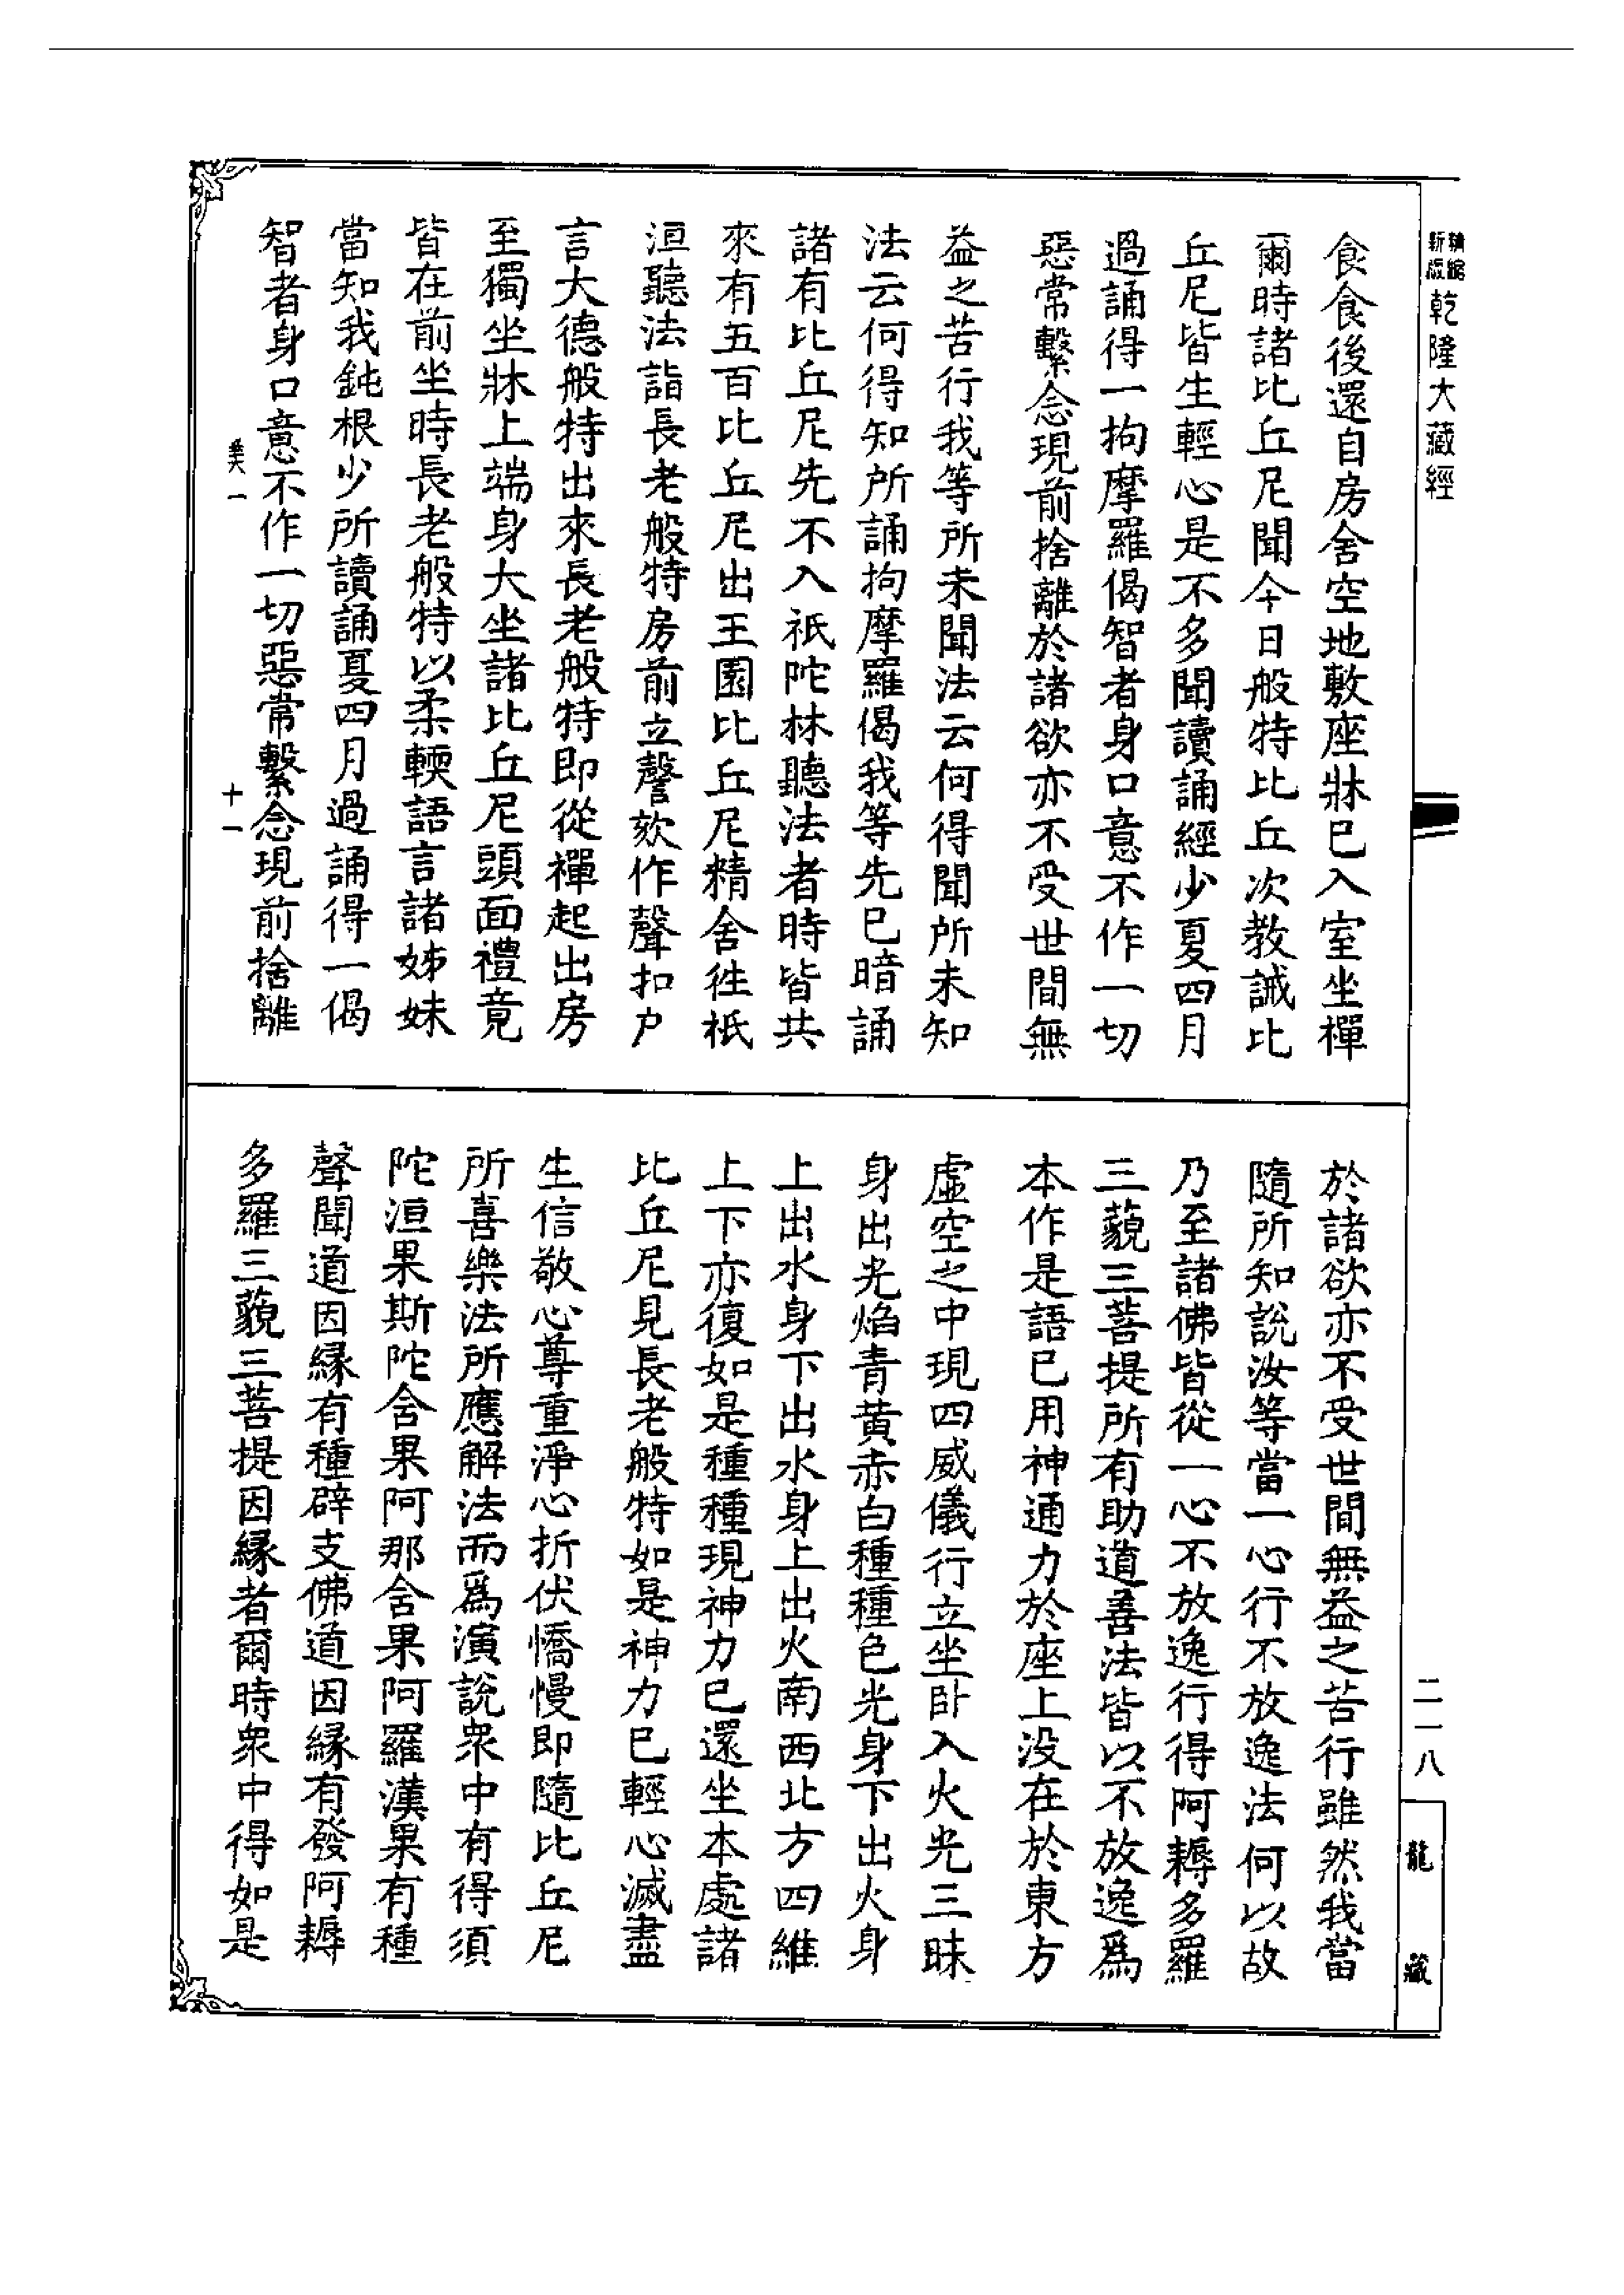 精縮
新版
乾隆大藏經
食食後還自房舍空地敷座牀已入室坐禪
爾時諸比丘尼聞今日般特比丘次教誡比
丘尼皆生輕心是不多聞讀誦經少夏四月
過誦得一拘摩羅偈智者身口意不作一切
惡常繫念現前捨離於諸欲亦不受世間無
益之苦行我等所未聞法云何得聞所未知
法云何得知所誦拘摩羅偈我等先已暗誦
諸有比丘尼先不入祇陀林聽法者時皆共
來有五百比丘尼出王園比丘尼精舍徃祇
洹聽法詣長老般特房前立謦欬作聲扣戶
言大德般特出來長老般特即從禪起出房
至獨坐牀上端身大坐諸比丘尼頭面禮竟
皆在前坐時長老般特以柔輭語言諸姊妹
當知我鈍根少所讀誦夏四月過誦得一偈
智者身口意不作一切惡常繫念現前捨離
十一
於諸欲亦不受世間無益之苦行雖然我當
隨所知說汝等當一心行不放逸法何以故
乃至諸佛皆從一心不放逸行得阿耨多羅
三藐三菩提所有助道善法皆以不放逸爲
本作是語已用神通力於座上没在於東方
虛空之中現四威儀行立坐卧入火光三昧
身出光焰青黃赤白種種色光身下出火身
上出水身下出水身上出火南西北方四維
上下亦復如是種種現神力已還坐本處諸
比丘尼見長老般特如是神力已輕心滅盡
生信敬心尊重淨心折伏憍慢即隨比丘尼
所喜樂法所應解法而爲演說衆中有得須
陀洹果斯陀含果阿那含果阿羅漢果有種
聲聞道因緣有種辟支佛道因緣有發阿耨
多羅三藐三菩提因緣者爾時衆中得如是
二一八
龍藏